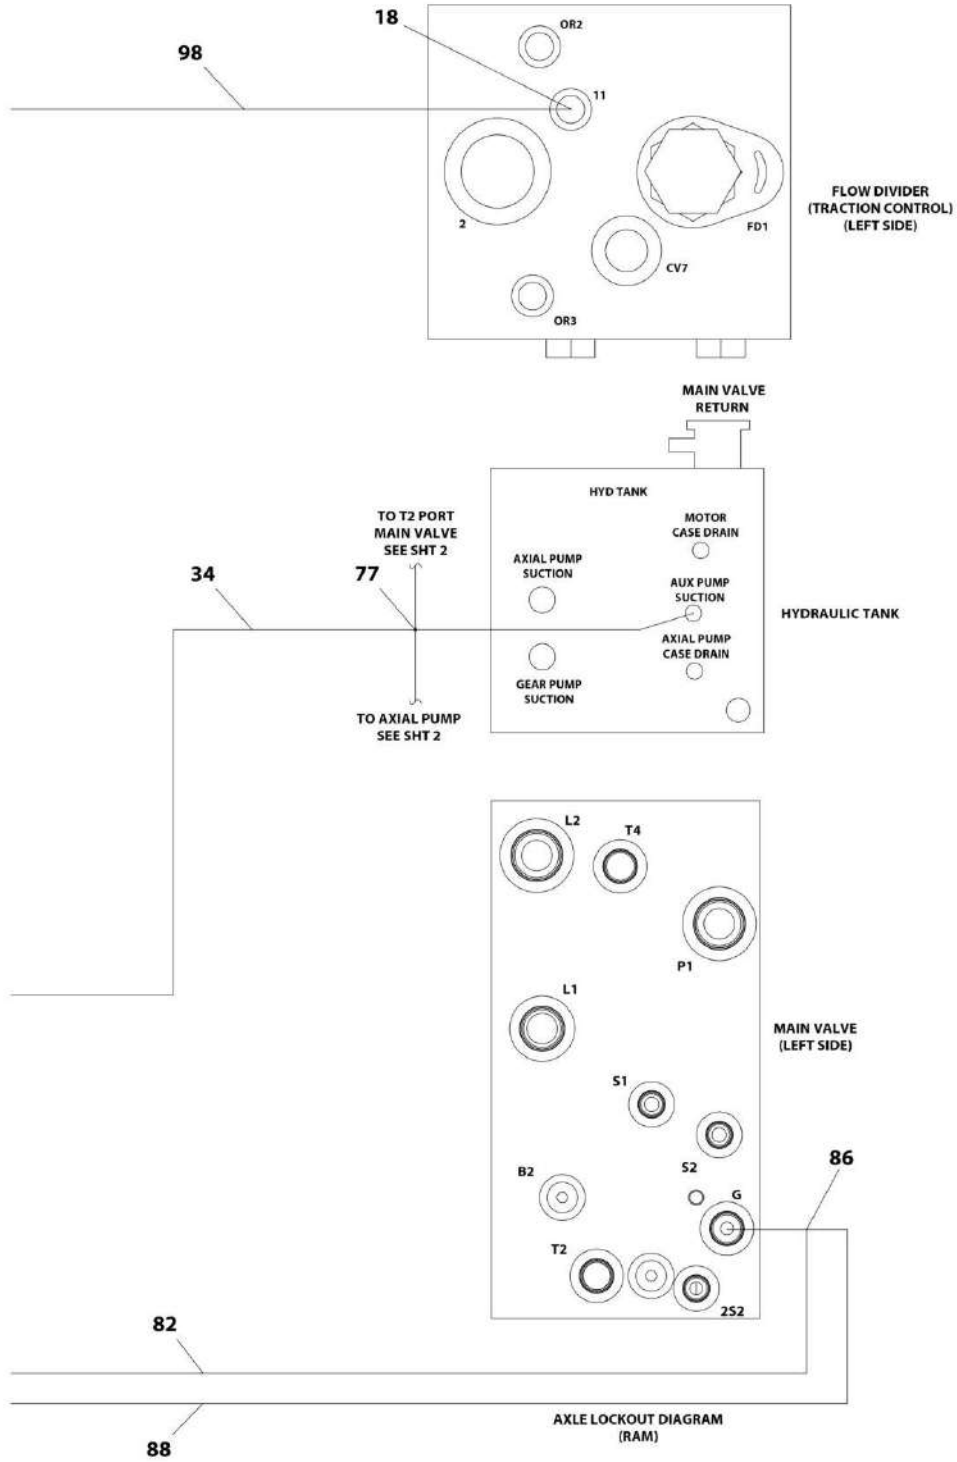 18
OR2
98
11
2
FD1
FLOW DIVIDER
(TRACTION CONTROL)
(LEFT SIDE)
CV7
OR3
MAIN VALVE
RETURN
HYD TANK
TO T2 PORT
MAIN VALVE
SEE SHT 2
MOTOR
CASE DRAIN
AXIAL PUMP
SUCTION
34
77
AUX PUMP
SUCTION
HYDRAULIC TANK
AXIAL PUMP
CASE DRAIN
GEAR PUMP
SUCTION
TO AXIAL PUMP
SEE SHT 2
L2
T4
P1
L1
MAIN VALVE
(LEFT SIDE)
S1
S2
86
B2
G
T2
2S2
82
AXLE LOCKOUT DIAGRAM
(RAM)
88